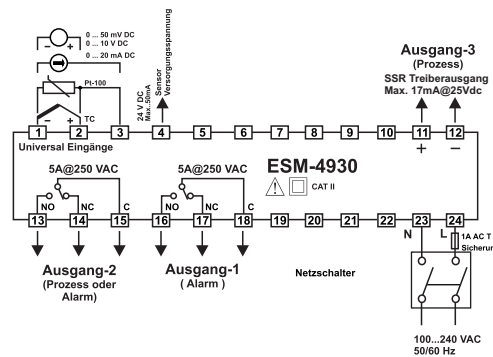 0 ... 50 mV DC
0 ... 10 V DC
0 ... 20 mA DC
Pt-100
TC
24 V DC
Max..50mA
Sensor
Versorgungsspannung
Ausgang-3
(Prozess)
SSR Treiberausgang
Max. 17mA@25Vdc
1 2 3 4 5 6 7 8 9 10 11 12
Universal Eingänge
+ −
5A@250 VAC
5A@250 VAC
ESM-4930
CAT II
NO NC C NO NC C
13 14 15 16 17 18 19 20 21 22 23 24
N L
1A AC T
Sicherun
Ausgang-2
(Prozess oder
Alarm)
Ausgang-1
( Alarm )
Netzschalter
100...240 VAC
50/60 Hz